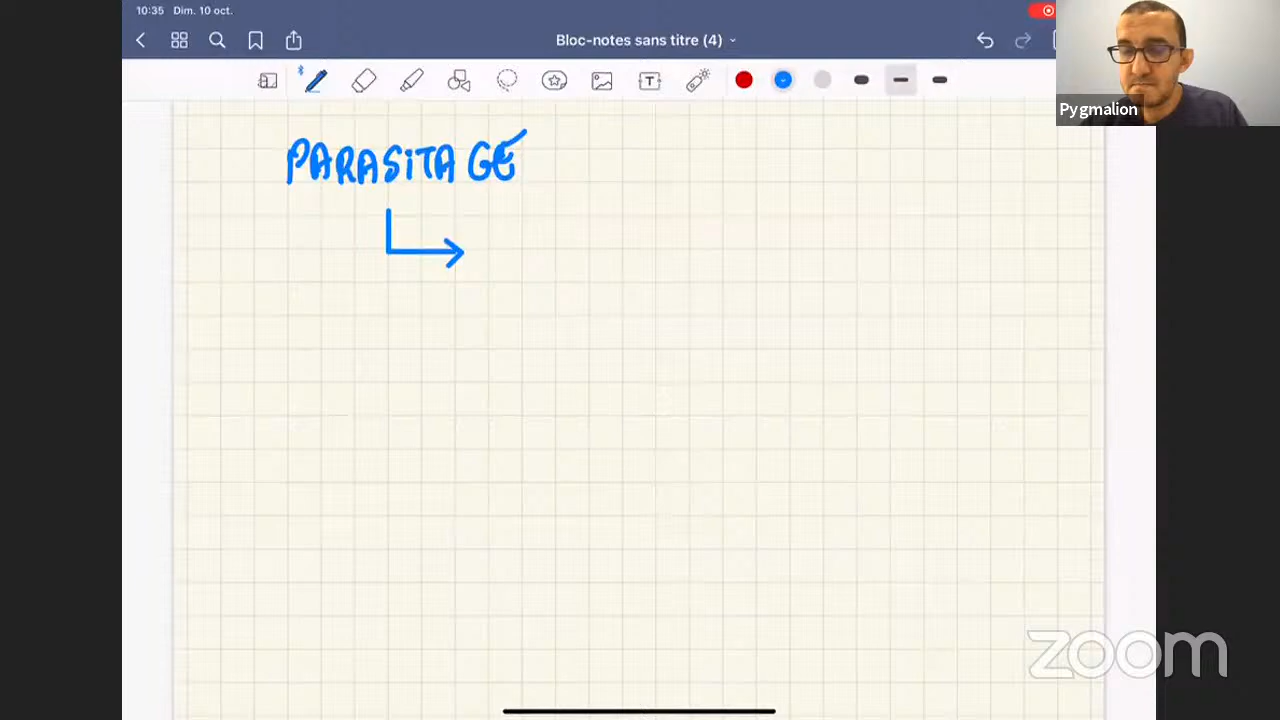 10:35 Dim. 10 oct.
Bloc-notes sans titre (4)
T
Pygmalion
PARASITAGE
zoom